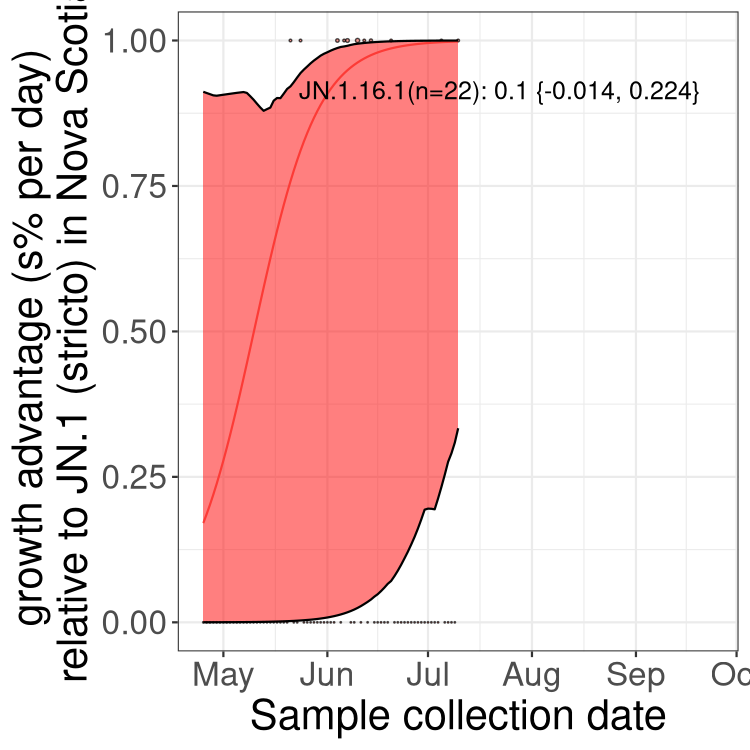 growth advantage (s% per day)
relative to JN.1 (stricto) in Nova Scotia
1.00
JN.1.16.1(n=22): 0.1 {-0.014, 0.224}
0.75
0.50
0.25
0.00
May Jun Jul Aug Sep Oc
Sample collection date